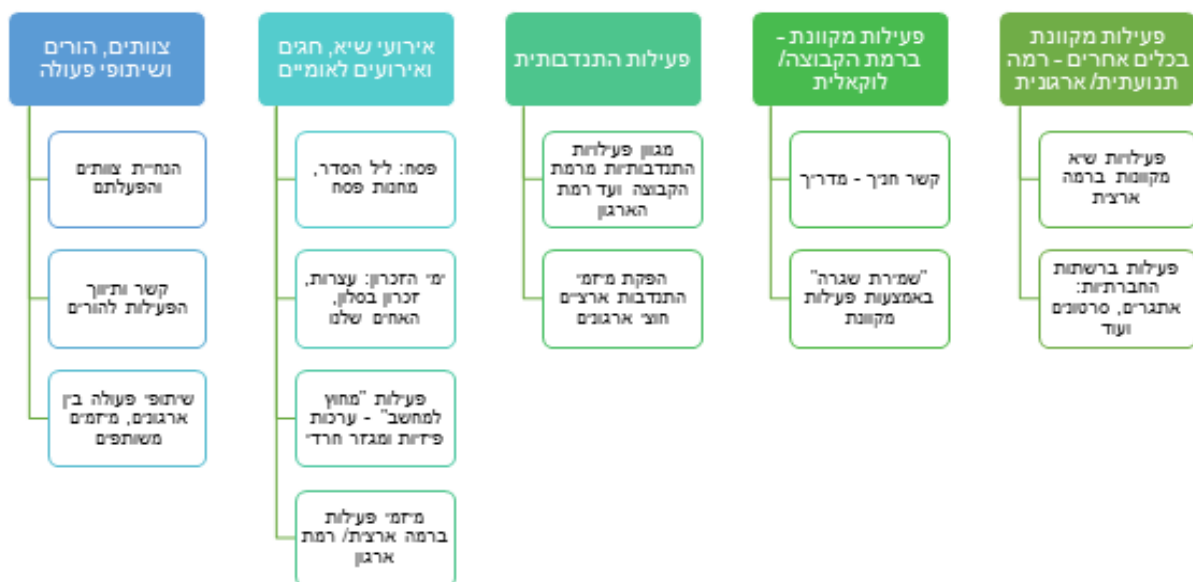 פעילות מקוונת
בכלים אחרים – רמה
תנועתית/ ארגונית
פעילויות שיא
מקוונות ברמה
ארצית
פעילות ברשתות
החברתיות:
אתגרים, סרטונים
ועוד
פעילות מקוונת –
ברמת הקבוצה/
לוקאלית
קשר חניך - מדריך
"שמירת שגרה"
באמצעות פעילות
מקוונת
פעילות התנדבותית
מגוון פעילויות
התנדבותיות מרמת
הקבוצה ועד רמת
הארגון
הפקת מיזמי
התנדבות ארציים
חוצי ארגונים
אירועי שיא, חגים
ואירועים לאומיים
פסח: ליל הסדר,
מחנות פסח
ימי הזכרון: עצרות,
זכרון בסלון,
האחים שלנו
פעילות "מחוץ
למחשב" - ערכות
פיזיות ומגזר חרדי
מיזמי פעילות
ברמה ארצית/ רמת
ארגון
צוותים, הורים
ושיתופי פעולה
הנחיית צוותים
והפעלתם
קשר ותיווך
הפעילות להורים
שיתופי פעולה בין
ארגונים, מיזמים
משותפים